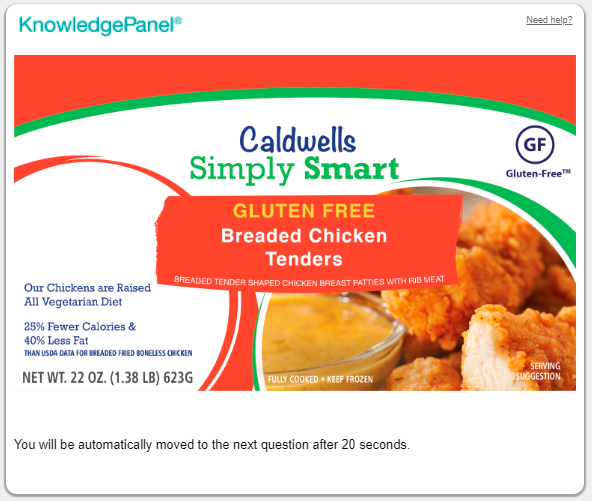 KnowledgePanel®
Need help?
Caldwells
Simply Smart
GF
Gluten-Free™
GLUTEN FREE
Breaded Chicken
Tenders
BREADED TENDER SHAPED CHICKEN BREAST PATTIES WITH RIB MEAT
Our Chickens are Raised
All Vegetarian Diet
25% Fewer Calories &
40% Less Fat
THAN USDA DATA FOR BREADED FRIED BONELESS CHICKEN
NET WT. 22 OZ. (1.38 LB) 623G
FULLY COOKED • KEEP FROZEN
SERVING
SUGGESTION
You will be automatically moved to the next question after 20 seconds.